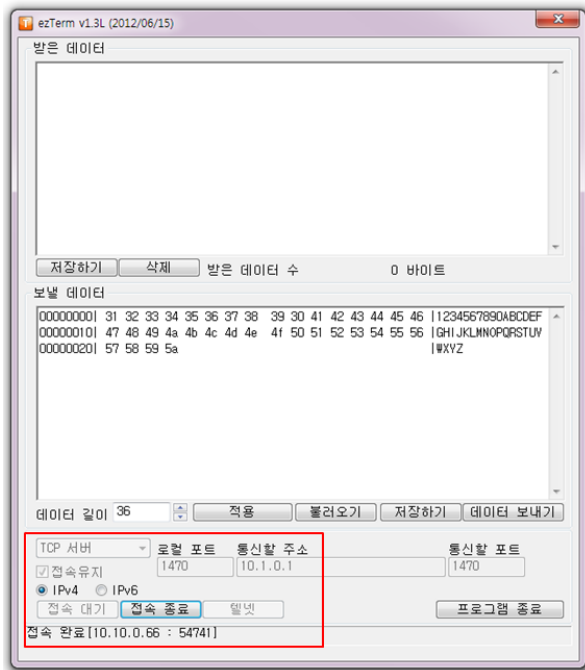 ezTerm v1.3L (2012/06/15)
받은 데이터
저장하기 삭제 받은 데이터 수 0 바이트
보낼 데이터
00000000| 31 32 33 34 35 36 37 38 39 30 41 42 43 44 45 46 |1234567890ABCDEF
00000010| 47 48 49 4a 4b 4c 4d 4e 4f 50 51 52 53 54 55 56 |GHIJKLMNOPQRSTUV
00000020| 57 58 59 5a |WXYZ
데이터 길이 36 적용 불러오기 저장하기 데이터 보내기
TCP 서버 로컬 포트 통신할 주소 통신할 포트
접속유지 1470 10.1.0.1 1470
IPv4 IPv6
접속 대기 접속 종료 텔넷 프로그램 종료
접속 완료[10.10.0.66 : 54741]